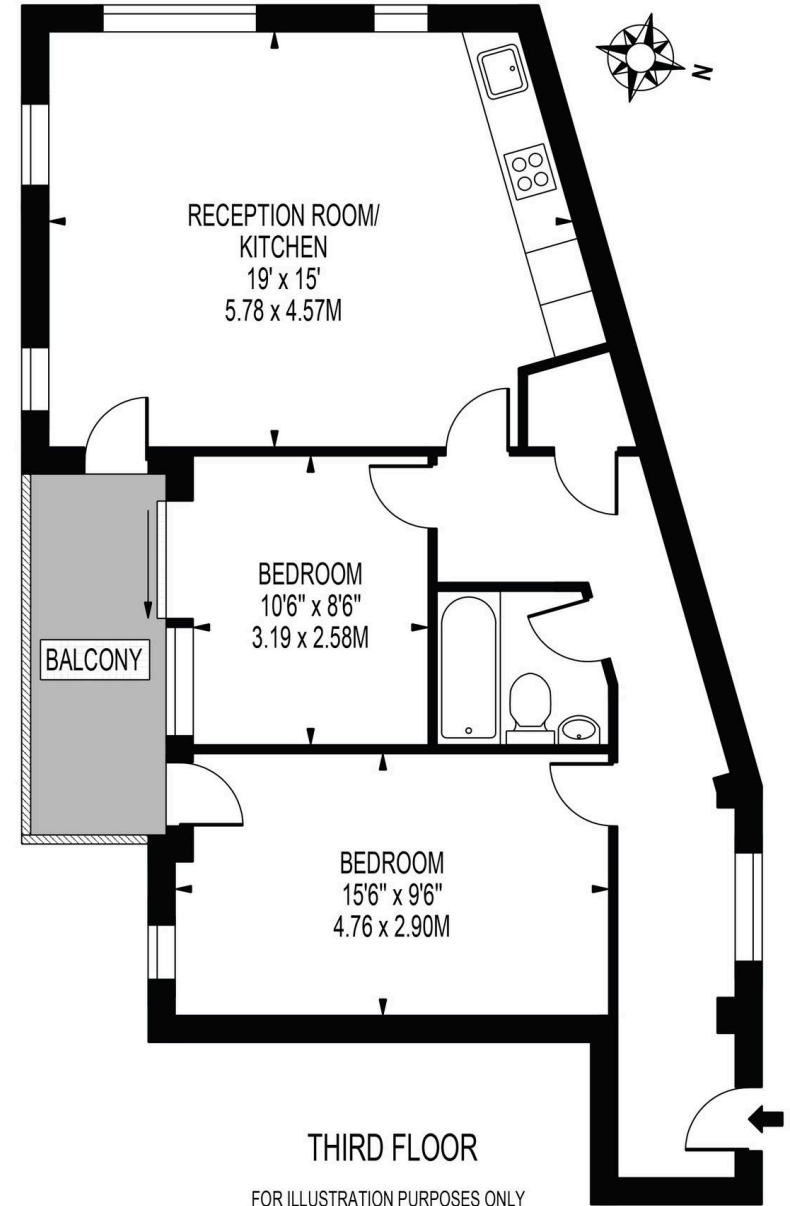 N
RECEPTION ROOM/
KITCHEN
19' x 15'
5.78 x 4.57M
BEDROOM
10'6" x 8'6"
3.19 x 2.58M
BALCONY
BEDROOM
15'6" x 9'6"
4.76 x 2.90M
THIRD FLOOR
FOR ILLUSTRATION PURPOSES ONLY